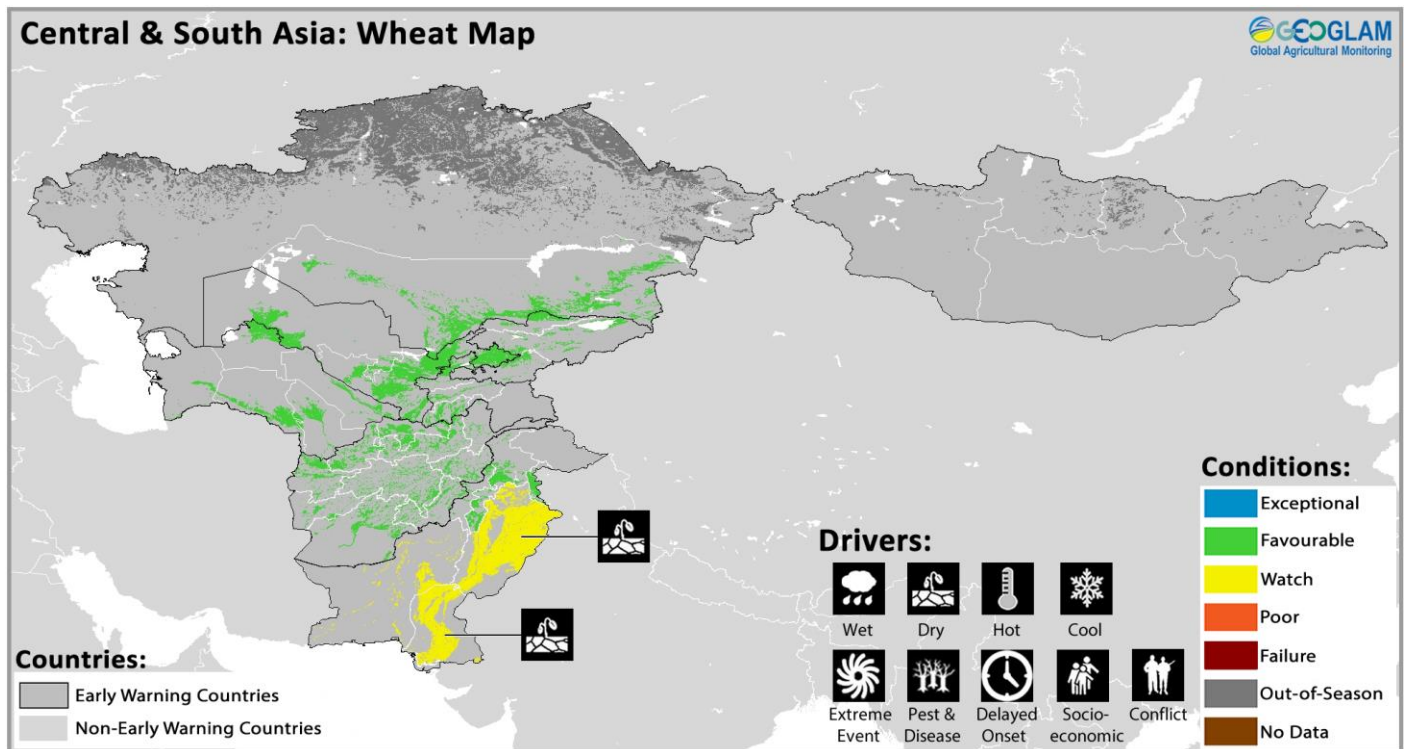 Central & South Asia: Wheat Map
GEOGLAM
Global Agricultural Monitoring
Countries:
Early Warning Countries
Non-Early Warning Countries
Drivers:
Wet
Dry
Hot
Cool
Extreme
Event
Pest &
Disease
Delayed
Onset
Socio-
economic
Conflict
Conditions:
Exceptional
Favourable
Watch
Poor
Failure
Out-of-Season
No Data